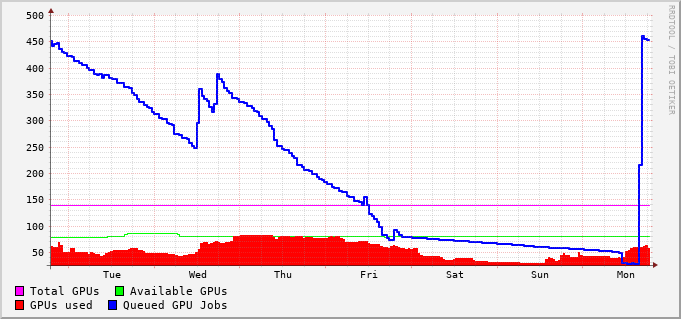 500
450
400
350
300
250
200
150
100
50
RRDTOOL / TOBI OETIKER
Tue Wed Thu Fri Sat Sun Mon
Total GPUs Available GPUs
GPUs used Queued GPU Jobs